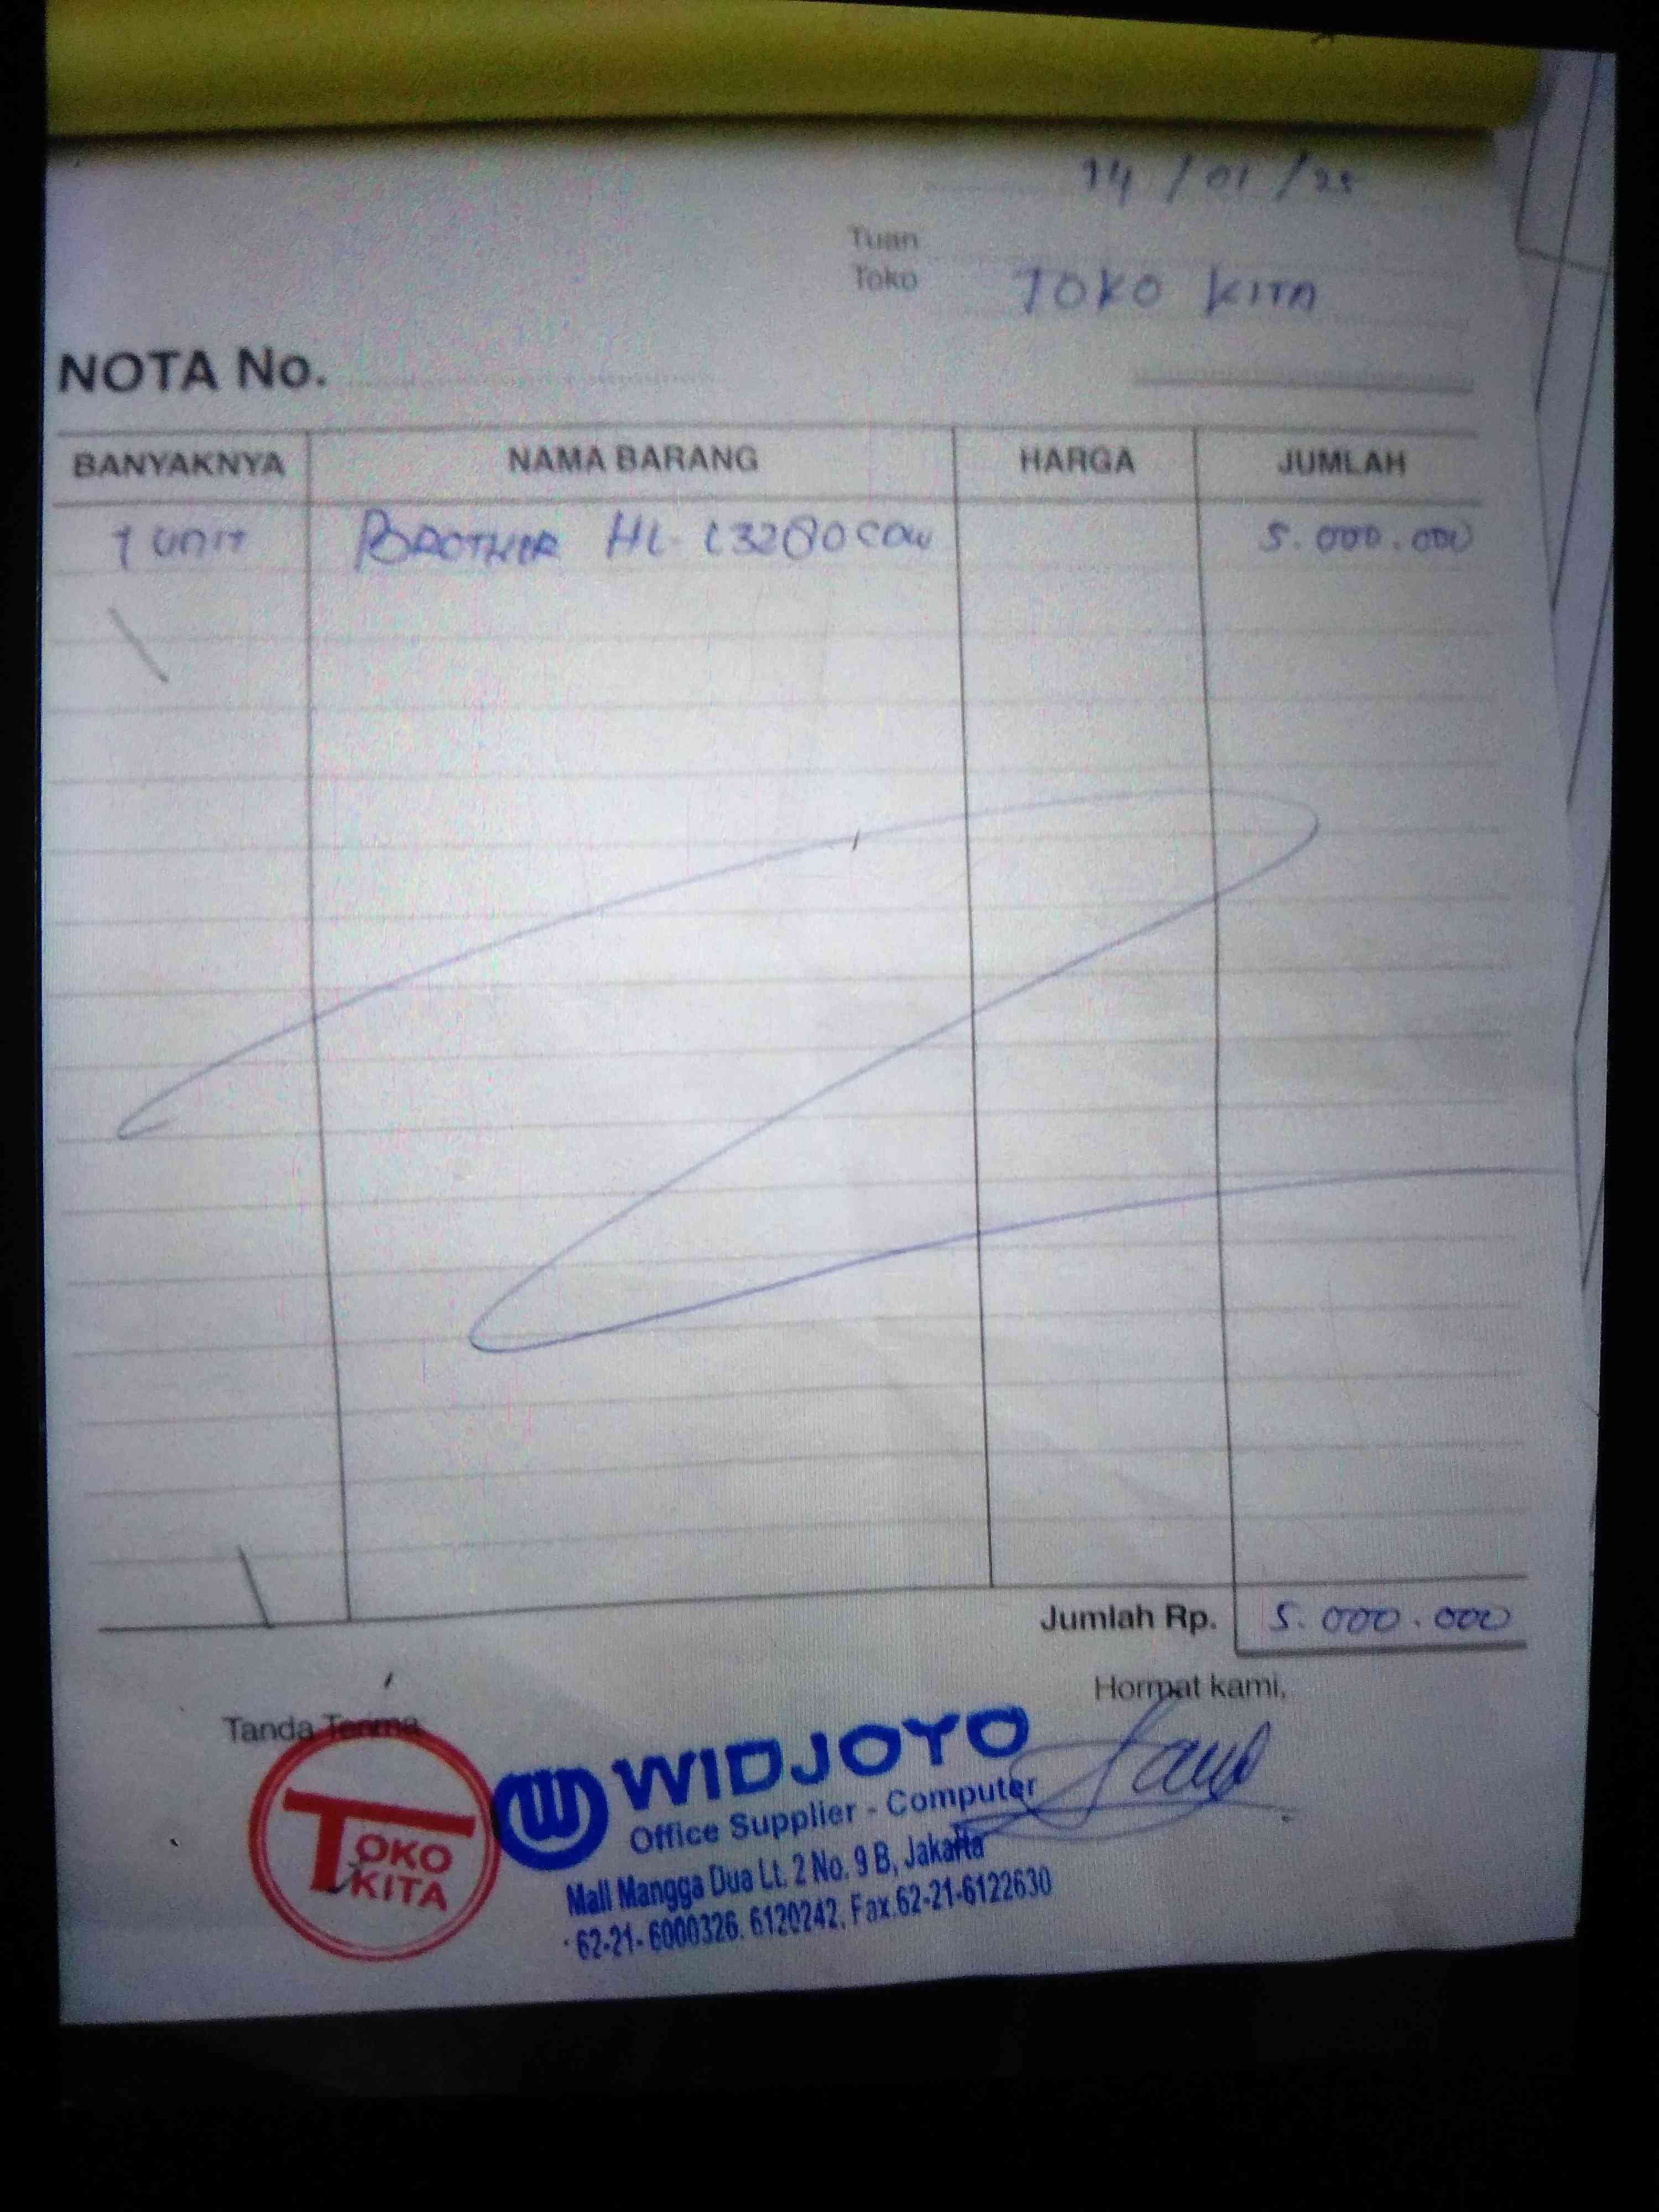 14 / 01 / 25
Tuan
Toko TOKO KITA
NOTA No.
BANYAKNYA NAMA BARANG HARGA JUMLAH
1 UNIT BROTHER HL-L3280CDW 5.000.000
Jumlah Rp. 5.000.000
Tanda Terima
Hormat kami,
TOKO KITA
W WIDJOYO
Office Supplier - Computer
Mall Mangga Dua Lt. 2 No. 9 B, Jakarta
62-21- 6000326, 6120242, Fax.62-21-6122630